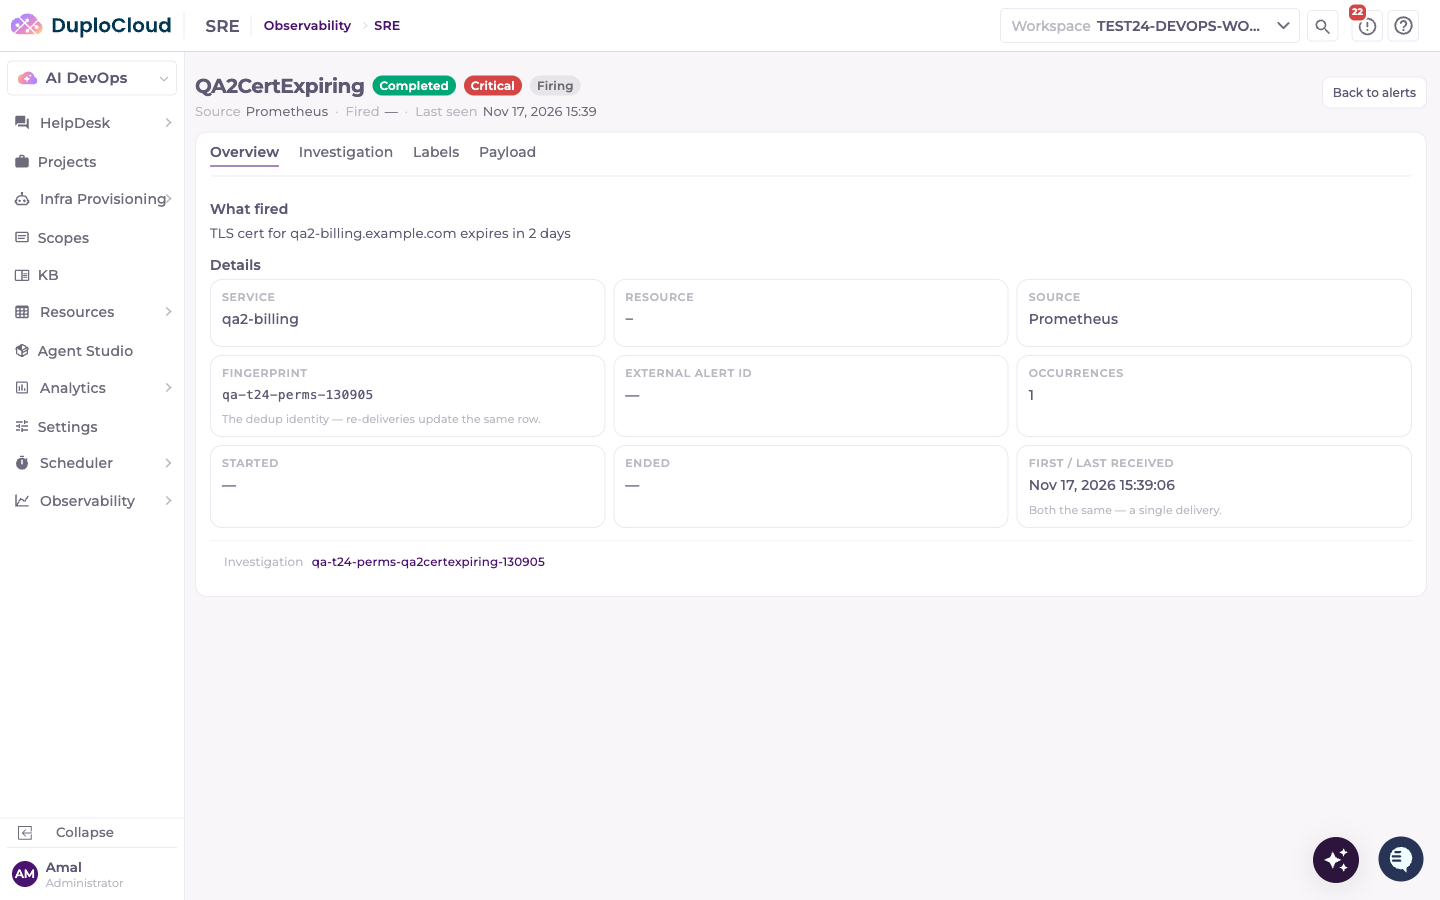 DuploCloud
SRE
Observability > SRE
Workspace TEST24-DEVOPS-WO...
22
AI DevOps
HelpDesk
Projects
Infra Provisioning
Scopes
KB
Resources
Agent Studio
Analytics
Settings
Scheduler
Observability
Collapse
AM
Amal
Administrator
QA2CertExpiring Completed Critical Firing
Source Prometheus · Fired — · Last seen Nov 17, 2026 15:39
Back to alerts
Overview Investigation Labels Payload
What fired
TLS cert for qa2-billing.example.com expires in 2 days
Details
SERVICE
qa2-billing
RESOURCE
–
SOURCE
Prometheus
FINGERPRINT
qa-t24-perms-130905
The dedup identity — re-deliveries update the same row.
EXTERNAL ALERT ID
—
OCCURRENCES
1
STARTED
—
ENDED
—
FIRST / LAST RECEIVED
Nov 17, 2026 15:39:06
Both the same — a single delivery.
Investigation qa-t24-perms-qa2certexpiring-130905